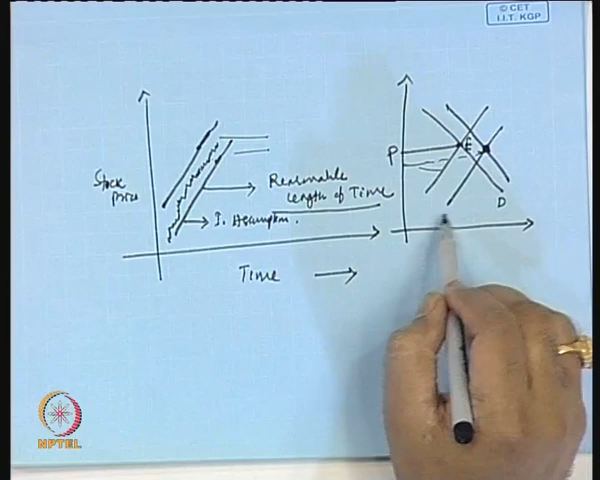 © CET
I.I.T. KGP
Stock
Price
Reasonable
length of Time
I. Assumption.
Time
P
E
D
NPTEL